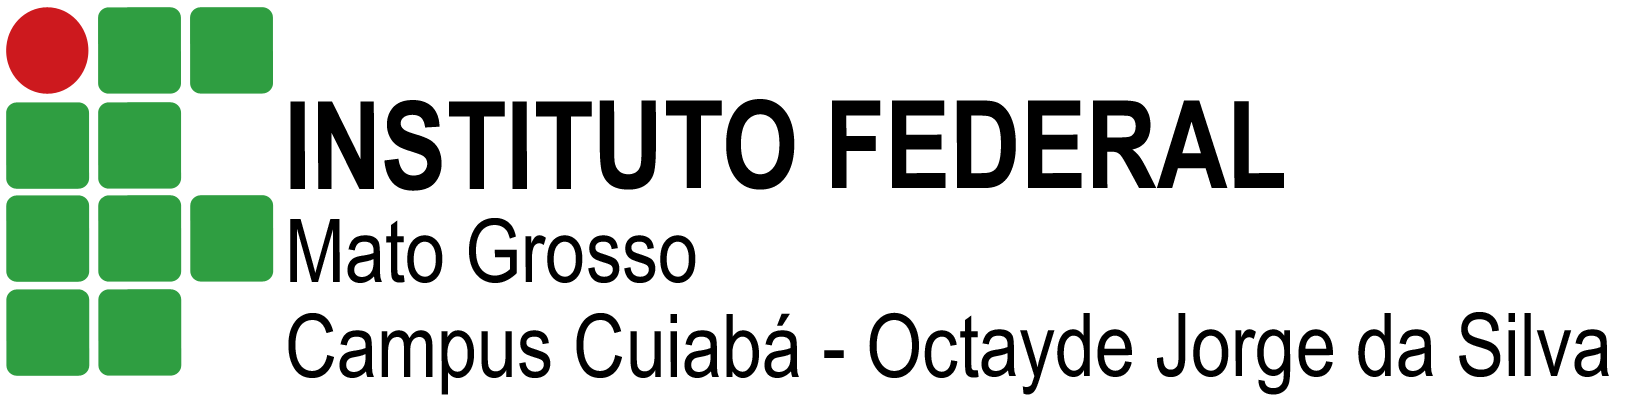 INSTITUTO FEDERAL
Mato Grosso
Campus Cuiabá - Octayde Jorge da Silva